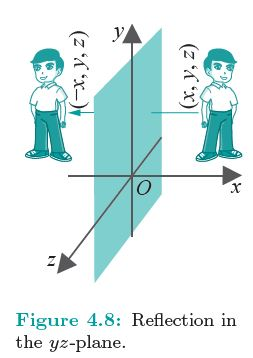 y
(−x, y, z)
(x, y, z)
O
x
z
Figure 4.8: Reflection in
the yz-plane.